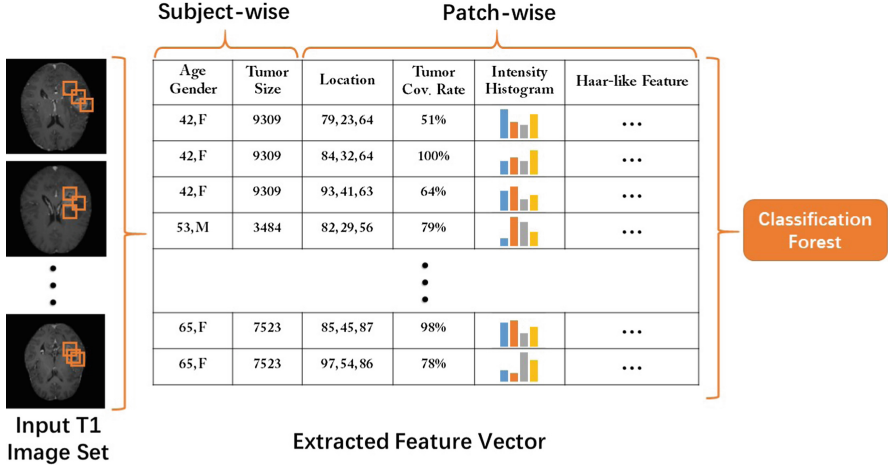 Subject-wise
Patch-wise
Age Gender Tumor Size Location Tumor Cov. Rate Intensity Histogram Haar-like Feature
42,F 9309 79,23,64 51% ...
42,F 9309 84,32,64 100% ...
42,F 9309 93,41,63 64% ...
53,M 3484 82,29,56 79% ...
65,F 7523 85,45,87 98% ...
65,F 7523 97,54,86 78% ...
Classification
Forest
Input T1
Image Set
Extracted Feature Vector